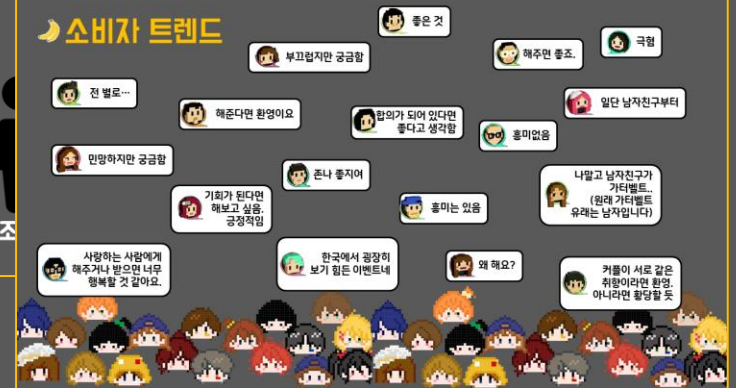 소비자 트렌드
좋은 것
부끄럽지만 궁금함
해주면 좋죠.
극혐
전 별로…
해준다면 환영이요
합의가 되어 있다면
좋다고 생각함
일단 남자친구부터
흥미없음
민망하지만 궁금함
존나 좋지여
나말고 남자친구가
가터벨트..
(원래 가터벨트
유래는 남자입니다)
기회가 된다면
해보고 싶음.
긍정적임
흥미는 있음
조
사랑하는 사람에게
해주거나 받으면 너무
행복할 것 같아요.
한국에서 굉장히
보기 힘든 이벤트네
왜 해요?
커플이 서로 같은
취향이라면 환영.
아니라면 황당할 듯